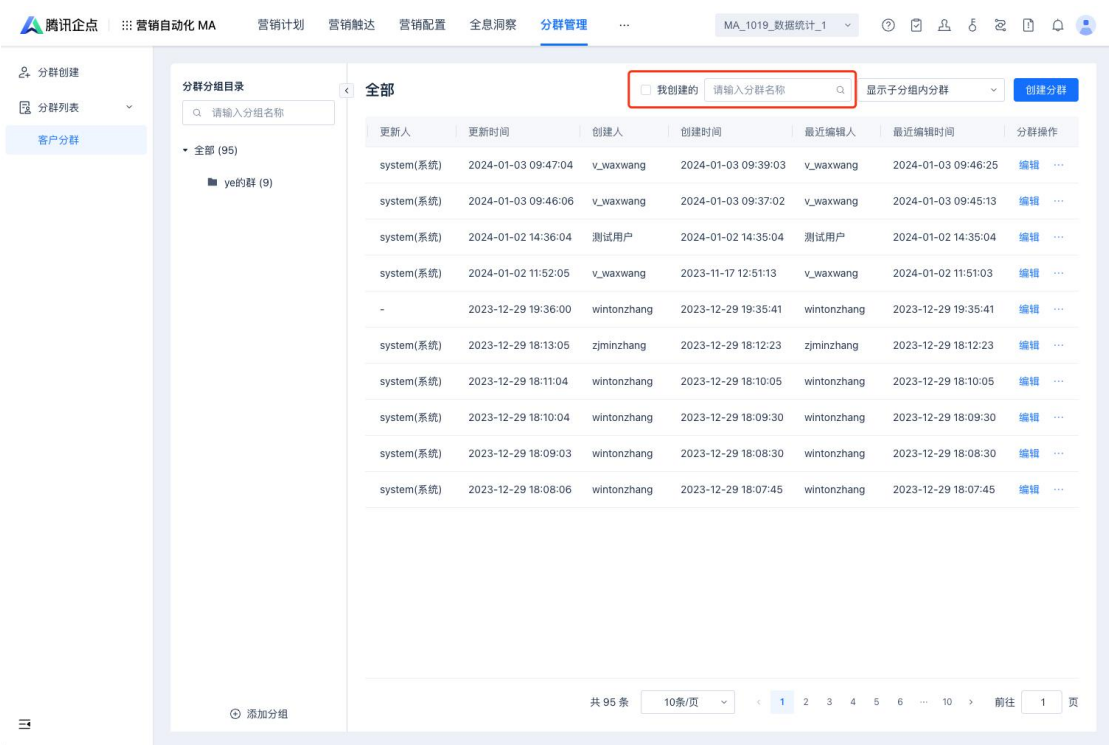 腾讯企点 营销自动化 MA 营销计划 营销触达 营销配置 全息洞察 分群管理 ··· MA_1019_数据统计_1
分群创建
分群列表
客户分群
分群分组目录
请输入分组名称
全部 (95)
ye的群 (9)
添加分组
全部 我创建的 请输入分群名称 显示子分组内分群 创建分群
更新人 更新时间 创建人 创建时间 最近编辑人 最近编辑时间 分群操作
system(系统) 2024-01-03 09:47:04 v_waxwang 2024-01-03 09:39:03 v_waxwang 2024-01-03 09:46:25 编辑 ···
system(系统) 2024-01-03 09:46:06 v_waxwang 2024-01-03 09:37:02 v_waxwang 2024-01-03 09:45:13 编辑 ···
system(系统) 2024-01-02 14:36:04 测试用户 2024-01-02 14:35:04 测试用户 2024-01-02 14:35:04 编辑 ···
system(系统) 2024-01-02 11:52:05 v_waxwang 2023-11-17 12:51:13 v_waxwang 2024-01-02 11:51:03 编辑 ···
- 2023-12-29 19:36:00 wintonzhang 2023-12-29 19:35:41 wintonzhang 2023-12-29 19:35:41 编辑 ···
system(系统) 2023-12-29 18:13:05 zjminzhang 2023-12-29 18:12:23 zjminzhang 2023-12-29 18:12:23 编辑 ···
system(系统) 2023-12-29 18:11:04 wintonzhang 2023-12-29 18:10:05 wintonzhang 2023-12-29 18:10:05 编辑 ···
system(系统) 2023-12-29 18:10:04 wintonzhang 2023-12-29 18:09:30 wintonzhang 2023-12-29 18:09:30 编辑 ···
system(系统) 2023-12-29 18:09:03 wintonzhang 2023-12-29 18:08:30 wintonzhang 2023-12-29 18:08:30 编辑 ···
system(系统) 2023-12-29 18:08:06 wintonzhang 2023-12-29 18:07:45 wintonzhang 2023-12-29 18:07:45 编辑 ···
共 95 条 10条/页 1 2 3 4 5 6 ··· 10 前往 1 页